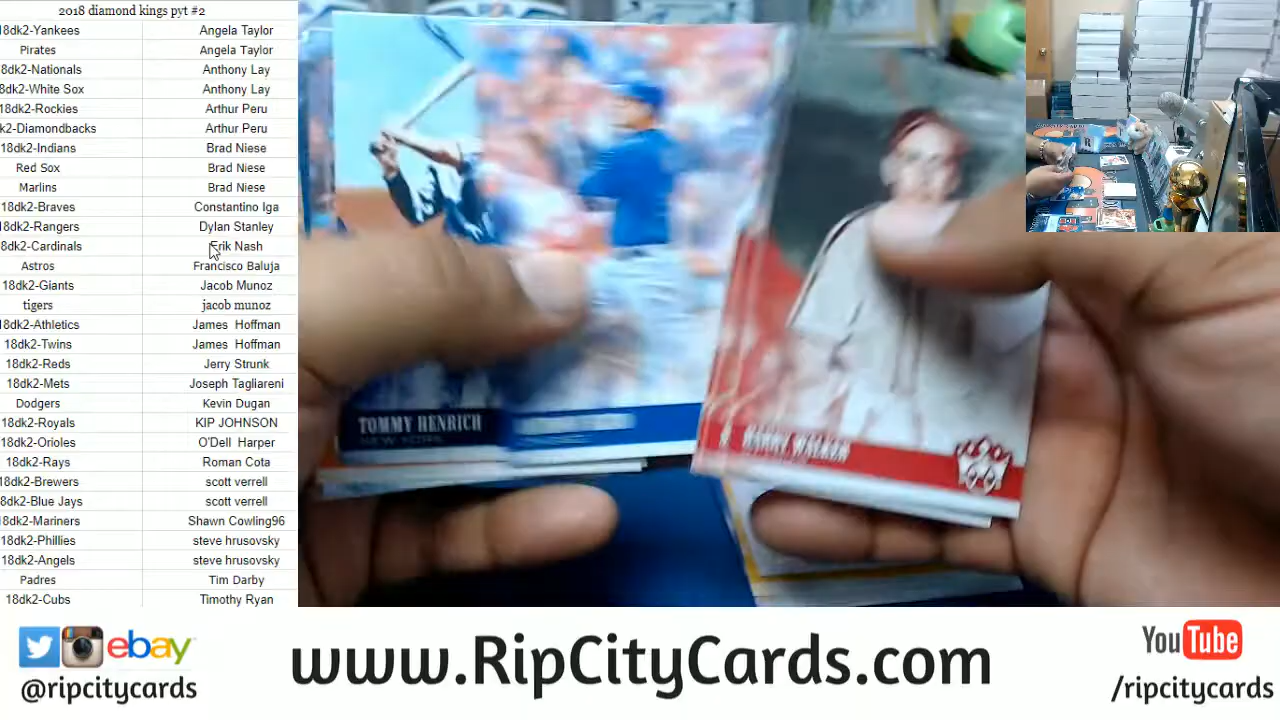 2018 diamond kings pyt #2
18dk2-Yankees Angela Taylor
Pirates Angela Taylor
8dk2-Nationals Anthony Lay
8dk2-White Sox Anthony Lay
18dk2-Rockies Arthur Peru
k2-Diamondbacks Arthur Peru
18dk2-Indians Brad Niese
Red Sox Brad Niese
Marlins Brad Niese
18dk2-Braves Constantino Iga
18dk2-Rangers Dylan Stanley
8dk2-Cardinals Erik Nash
Astros Francisco Baluja
18dk2-Giants Jacob Munoz
tigers jacob munoz
18dk2-Athletics James Hoffman
18dk2-Twins James Hoffman
18dk2-Reds Jerry Strunk
18dk2-Mets Joseph Tagliareni
Dodgers Kevin Dugan
18dk2-Royals KIP JOHNSON
18dk2-Orioles O'Dell Harper
18dk2-Rays Roman Cota
18dk2-Brewers scott verrell
8dk2-Blue Jays scott verrell
8dk2-Mariners Shawn Cowling96
18dk2-Phillies steve hrusovsky
18dk2-Angels steve hrusovsky
Padres Tim Darby
18dk2-Cubs Timothy Ryan
TOMMY HENRICH
NEW YORK
HARRY WALKER
ebay
@ripcitycards
www.RipCityCards.com
YouTube
/ripcitycards